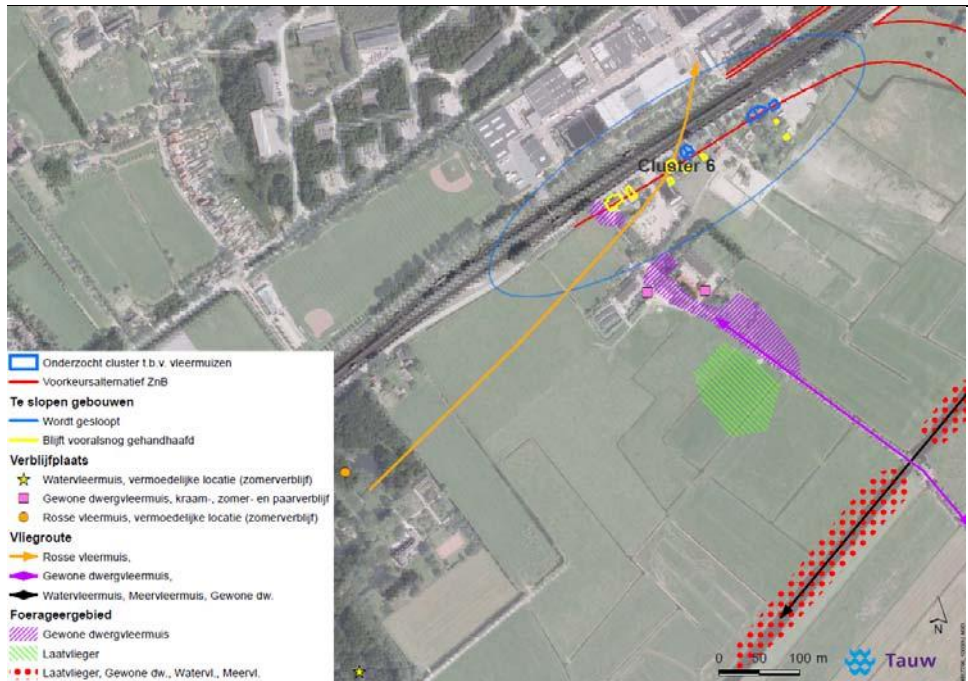 Cluster 6
Onderzocht cluster t.b.v. vleermuizen
Voorkeursalternatief ZnB
Te slopen gebouwen
Wordt gesloopt
Blijft vooralsnog gehandhaafd
Verblijfplaats
Watervleermuis, vermoedelijke locatie (zomerverblijf)
Gewone dwergvleermuis, kraam-, zomer- en paarverblijf
Rosse vleermuis, vermoedelijke locatie (zomerverblijf)
Vliegroute
Rosse vleermuis,
Gewone dwergvleermuis,
Watervleermuis, Meervleermuis, Gewone dw.
Foerageergebied
Gewone dwergvleermuis
Laatvlieger
Laatvlieger, Gewone dw., Watervl., Meervl.
N
0 50 100 m
Tauw